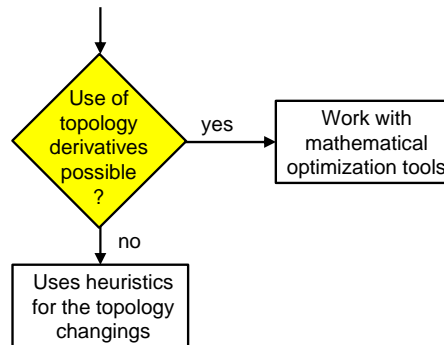 Use of
topology
derivatives
possible
?
yes
Work with
mathematical
optimization tools
no
Uses heuristics
for the topology
changings